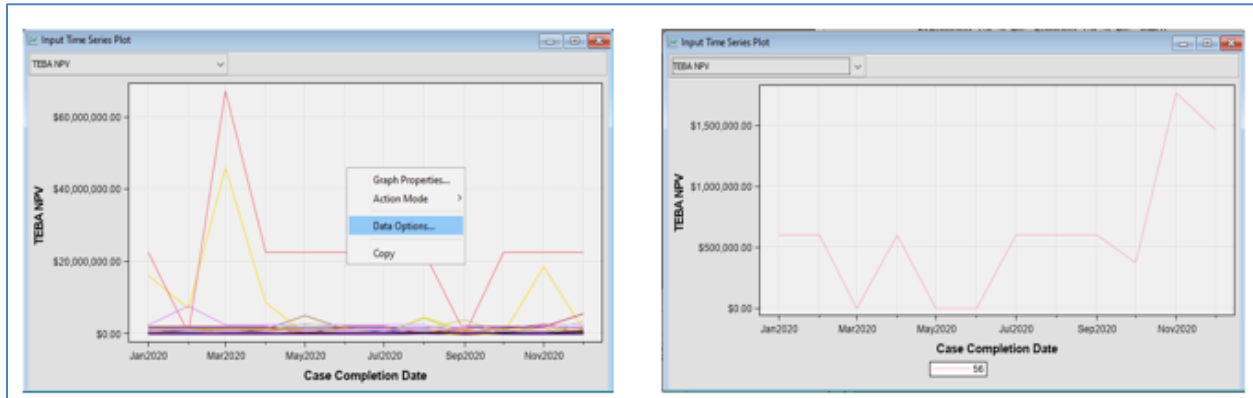 Input Time Series Plot
TEBA NPV
$60,000,000.00
$40,000,000.00
$20,000,000.00
$0.00
TEBA NPV
Graph Properties...
Action Mode >
Data Options...
Copy
Jan2020 Mar2020 May2020 Jul2020 Sep2020 Nov2020
Case Completion Date
Input Time Series Plot
TEBA NPV
$1,500,000.00
$1,000,000.00
$500,000.00
$0.00
TEBA NPV
Jan2020 Mar2020 May2020 Jul2020 Sep2020 Nov2020
Case Completion Date
56